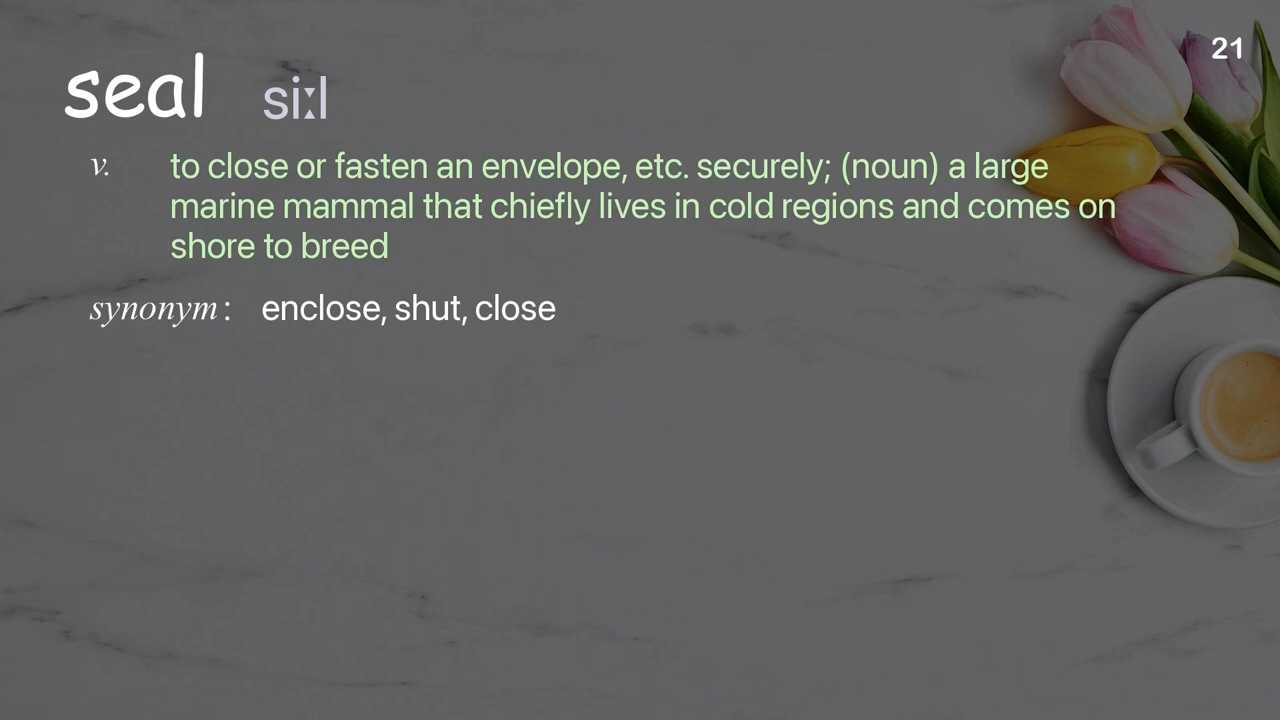 21
seal siːl
v. to close or fasten an envelope, etc. securely; (noun) a large
marine mammal that chiefly lives in cold regions and comes on
shore to breed
synonym: enclose, shut, close